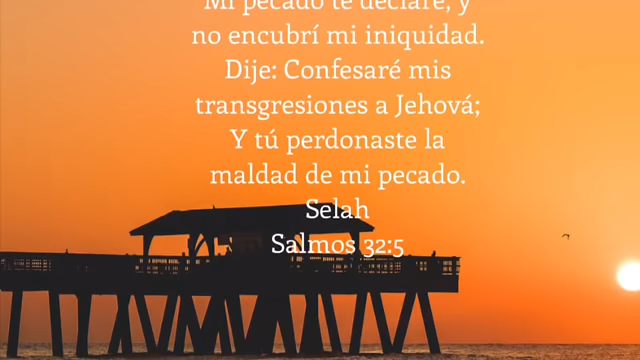 Mi pecado te declaré, y
no encubrí mi iniquidad.
Dije: Confesaré mis
transgresiones a Jehová;
Y tú perdonaste la
maldad de mi pecado.
Selah
Salmos 32:5